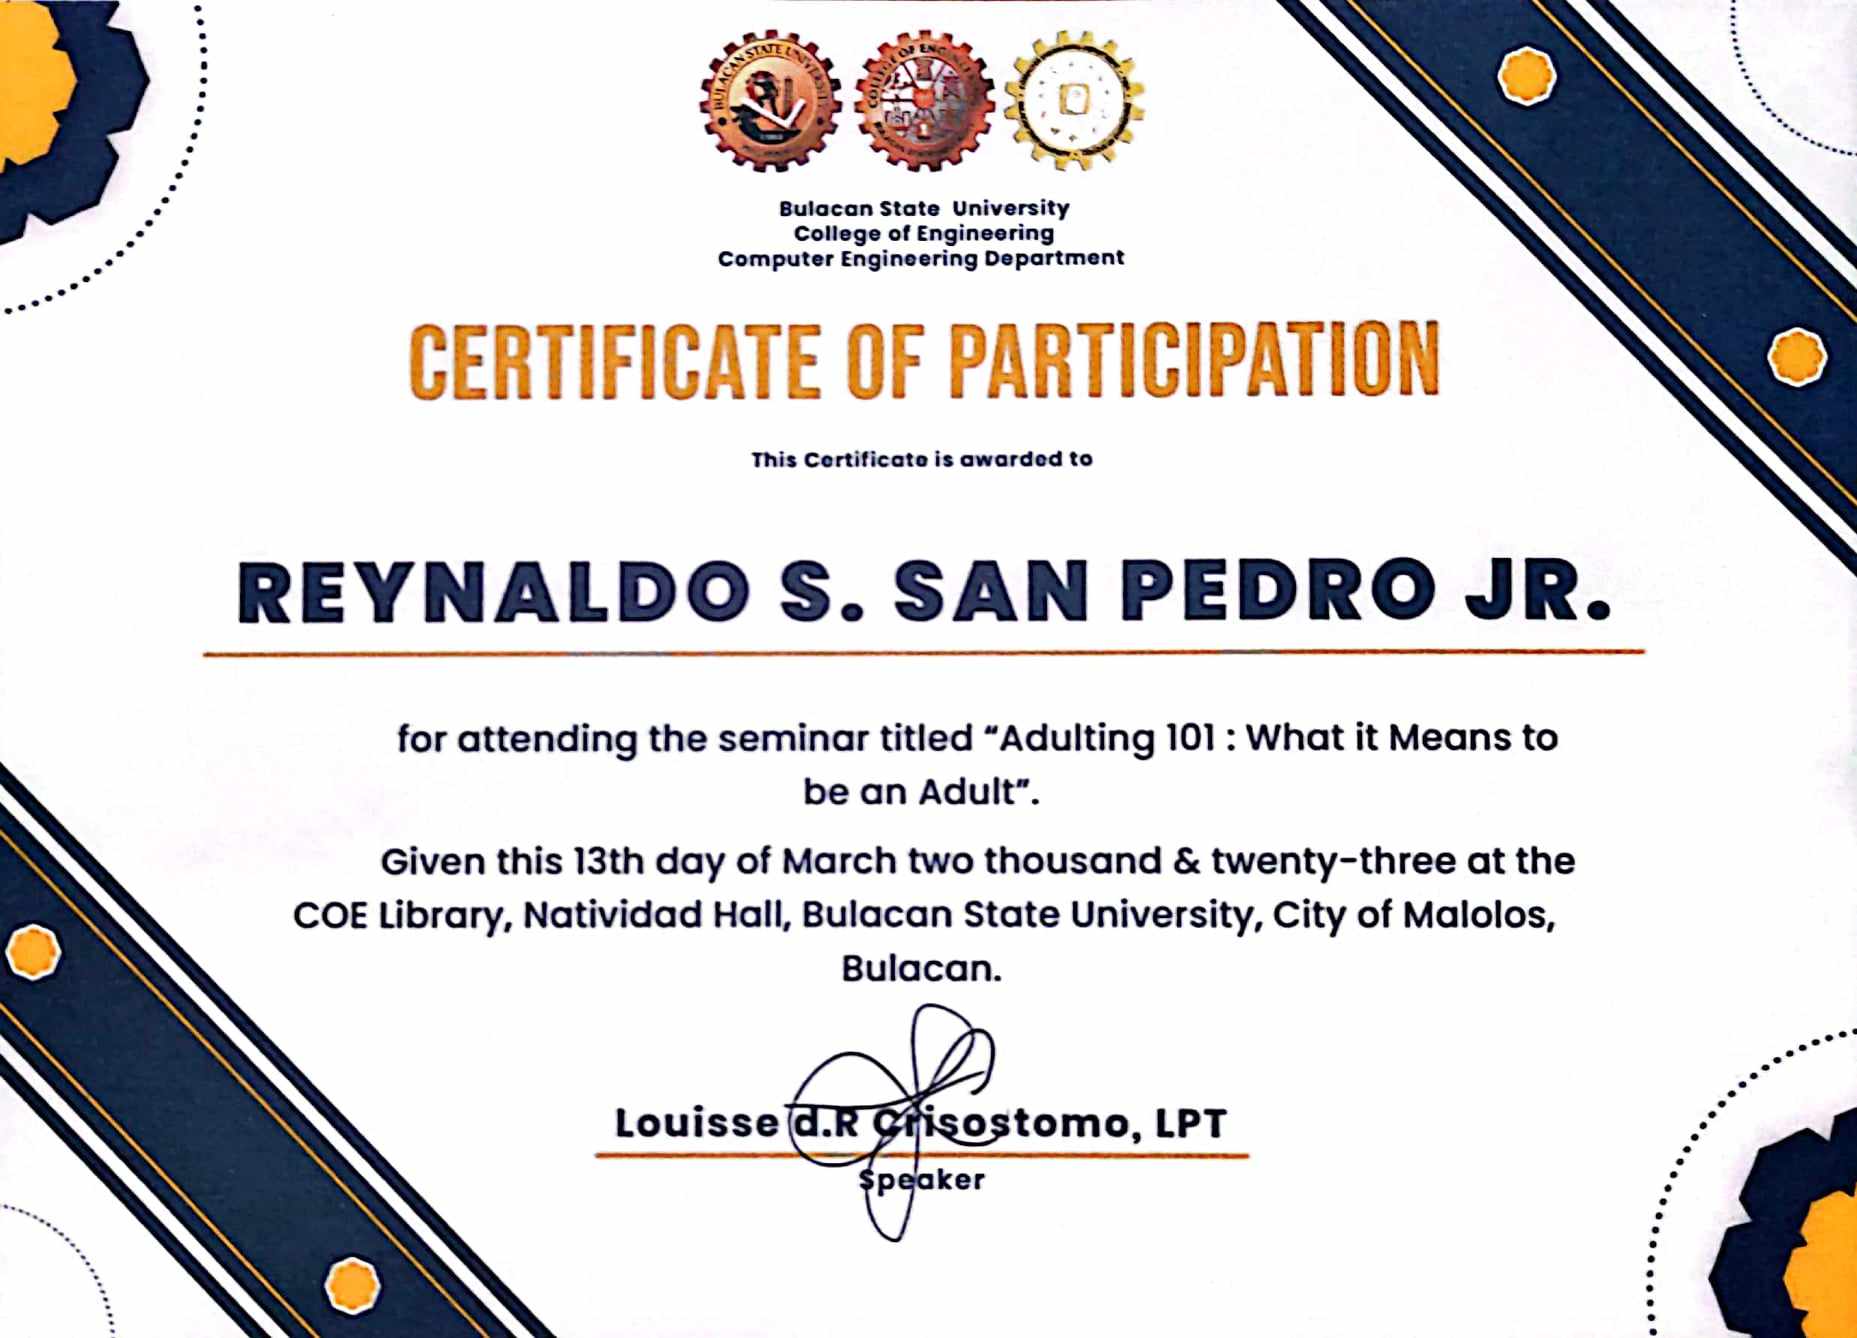 BULACAN STATE UNIVERSITY
COLLEGE OF ENGINEERING
Bulacan State University
College of Engineering
Computer Engineering Department
CERTIFICATE OF PARTICIPATION
This Certificate is awarded to
REYNALDO S. SAN PEDRO JR.
for attending the seminar titled “Adulting 101 : What it Means to
be an Adult”.
Given this 13th day of March two thousand & twenty-three at the
COE Library, Natividad Hall, Bulacan State University, City of Malolos,
Bulacan.
Louisse d.R Crisostomo, LPT
Speaker